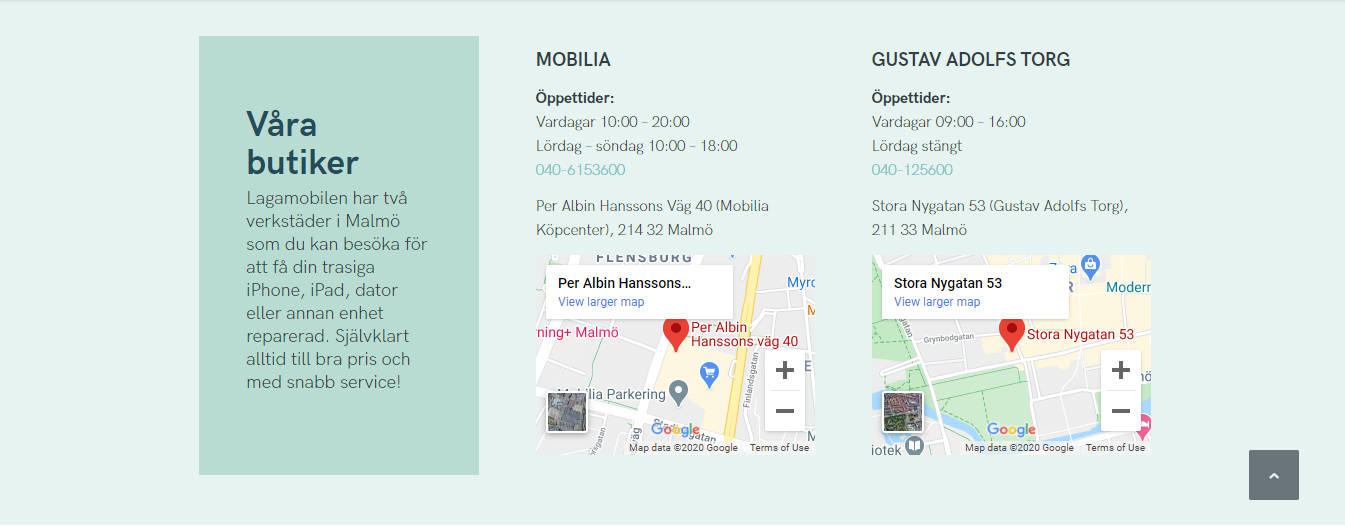 Våra
butiker
Lagamobilen har två
verkstäder i Malmö
som du kan besöka för
att få din trasiga
iPhone, iPad, dator
eller annan enhet
reparerad. Självklart
alltid till bra pris och
med snabb service!
MOBILIA
Öppettider:
Vardagar 10:00 – 20:00
Lördag – söndag 10:00 – 18:00
040-6153600
Per Albin Hanssons Väg 40 (Mobilia
Köpcenter), 214 32 Malmö
FLENSBURG
Per Albin Hanssons...
View larger map
Myro
rning+ Malmö
Per Albin
Hanssons väg 40
Finlandsgatan
Mobilia Parkering
Google
Map data ©2020 Google
Terms of Use
GUSTAV ADOLFS TORG
Öppettider:
Vardagar 09:00 – 16:00
Lördag stängt
040-125600
Stora Nygatan 53 (Gustav Adolfs Torg),
211 33 Malmö
Zara
Stora Nygatan 53
View larger map
Modern
Stora Nygatan 53
Grynbodgatan
iotek
Google
Map data ©2020 Google
Terms of Use